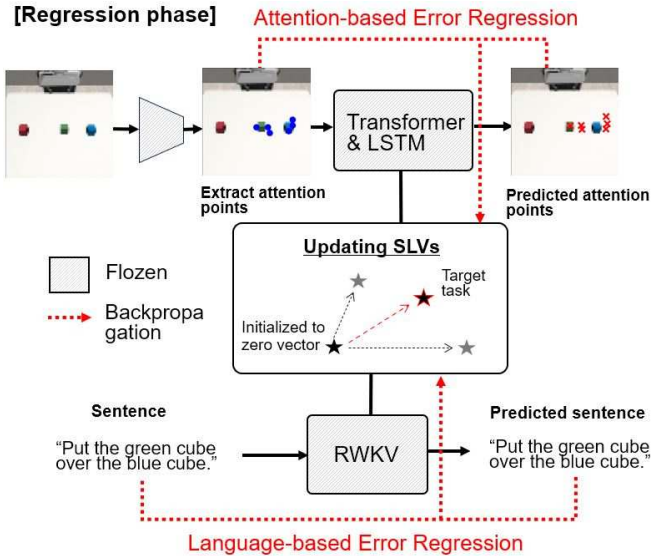 [Regression phase]
Attention-based Error Regression
Transformer
& LSTM
Extract attention
points
Predicted attention
points
Updating SLVs
Target
task
Initialized to
zero vector
Flozen
Backpropa
gation
Sentence
“Put the green cube
over the blue cube.”
RWKV
Predicted sentence
“Put the green cube
over the blue cube.”
Language-based Error Regression